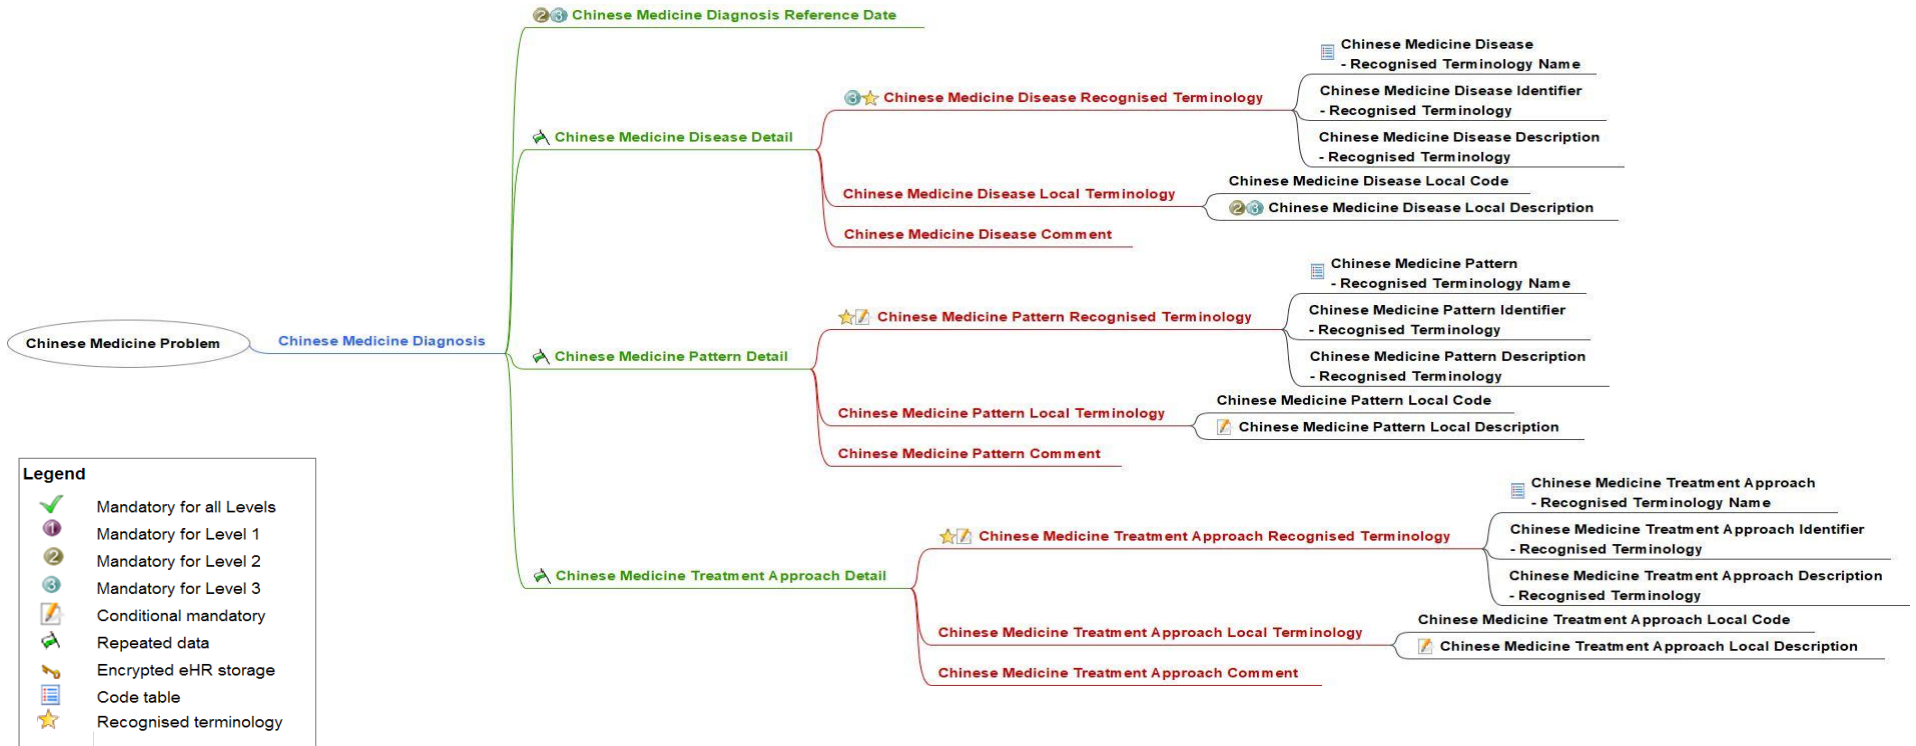 ② ③ Chinese Medicine Diagnosis Reference Date
Chinese Medicine Disease
- Recognised Terminology Name
③ Chinese Medicine Disease Recognised Terminology
Chinese Medicine Disease Identifier
- Recognised Terminology
Chinese Medicine Disease Detail
Chinese Medicine Disease Description
- Recognised Terminology
Chinese Medicine Disease Local Terminology
Chinese Medicine Disease Local Code
② ③ Chinese Medicine Disease Local Description
Chinese Medicine Disease Comment
Chinese Medicine Pattern
- Recognised Terminology Name
Chinese Medicine Pattern Recognised Terminology
Chinese Medicine Pattern Identifier
- Recognised Terminology
Chinese Medicine Problem
Chinese Medicine Diagnosis
Chinese Medicine Pattern Detail
Chinese Medicine Pattern Description
- Recognised Terminology
Chinese Medicine Pattern Local Terminology
Chinese Medicine Pattern Local Code
Chinese Medicine Pattern Local Description
Chinese Medicine Pattern Comment
Chinese Medicine Treatment Approach
- Recognised Terminology Name
Chinese Medicine Treatment Approach Recognised Terminology
Chinese Medicine Treatment Approach Identifier
- Recognised Terminology
Chinese Medicine Treatment Approach Detail
Chinese Medicine Treatment Approach Description
- Recognised Terminology
Chinese Medicine Treatment Approach Local Terminology
Chinese Medicine Treatment Approach Local Code
Chinese Medicine Treatment Approach Local Description
Chinese Medicine Treatment Approach Comment
Legend
Mandatory for all Levels
① Mandatory for Level 1
② Mandatory for Level 2
③ Mandatory for Level 3
Conditional mandatory
Repeated data
Encrypted eHR storage
Code table
Recognised terminology